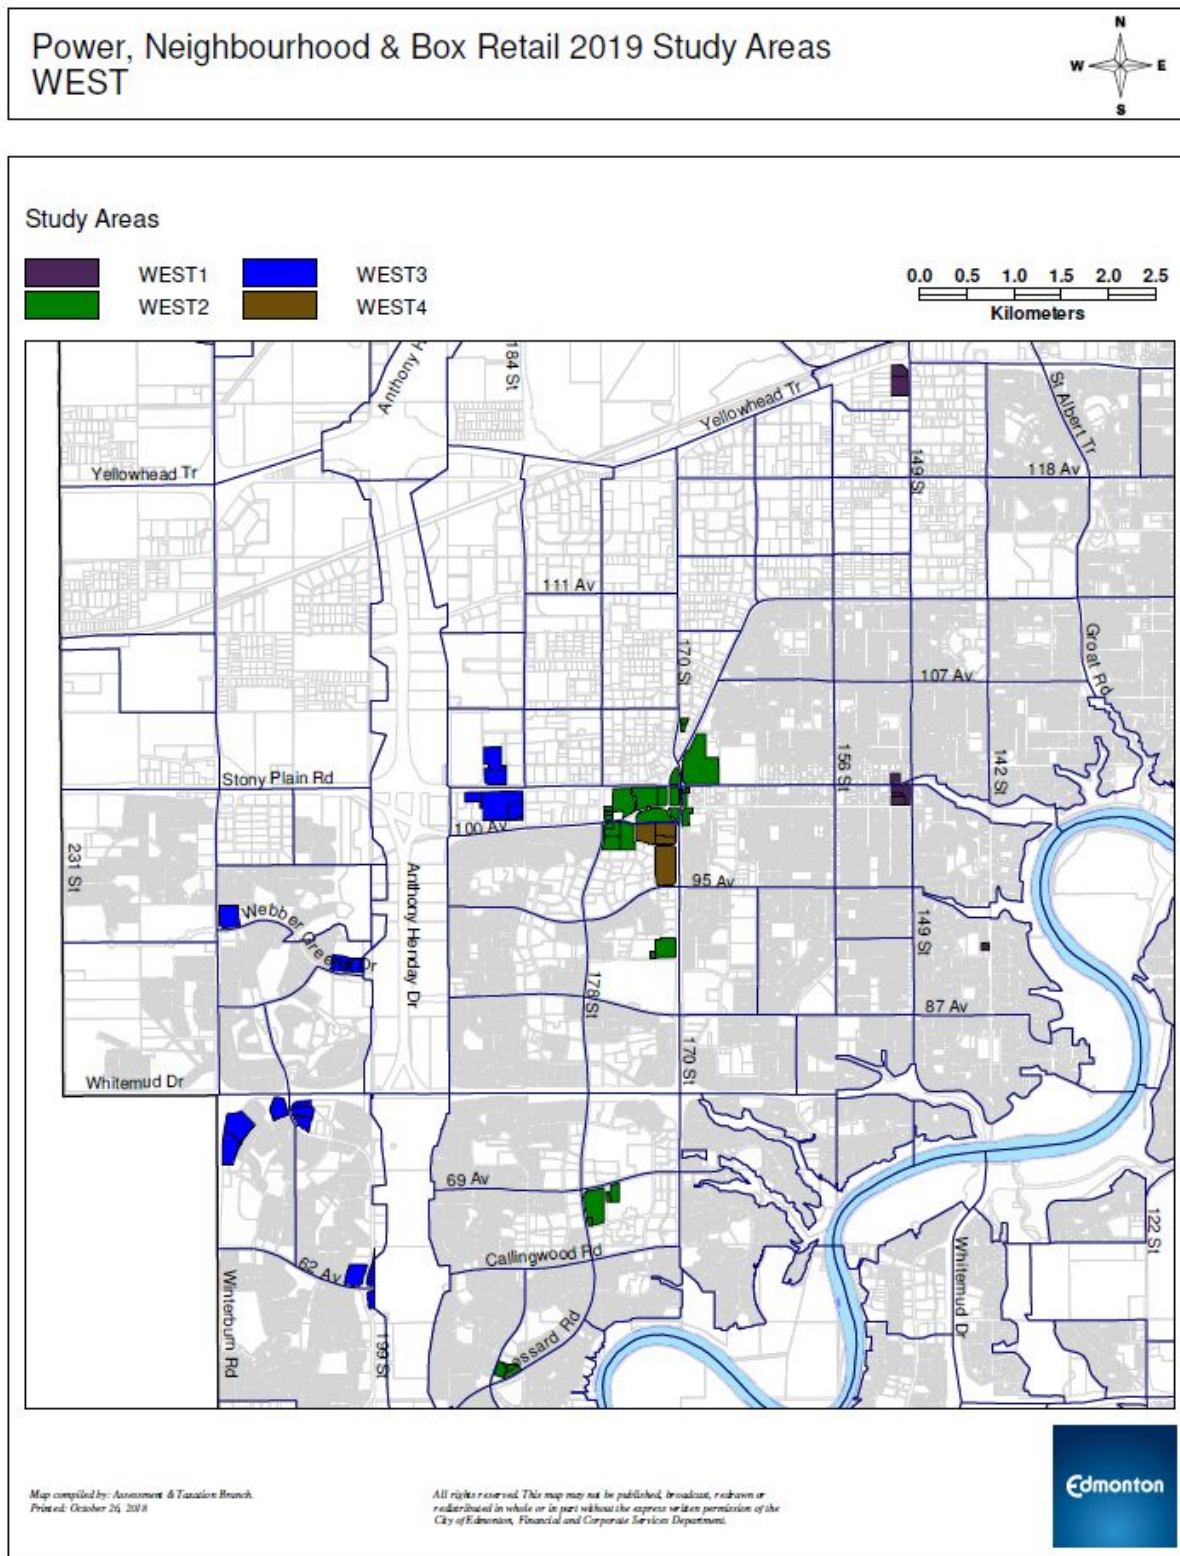 Power, Neighbourhood & Box Retail 2019 Study Areas
WEST
N
W E
S
Study Areas
WEST1 WEST3
WEST2 WEST4
0.0 0.5 1.0 1.5 2.0 2.5
Kilometers
Anthony H
184 St
Yellowhead Tr
St Albert Tr
Yellowhead Tr
149 St
118 Av
111 Av
170 St
Groat Rd
107 Av
Stony Plain Rd
156 St
142 St
100 Av
231 St
Anthony Henday Dr
95 Av
Webber Greens Dr
149 St
178 St
87 Av
170 St
Whitemud Dr
69 Av
122 St
Callingwood Rd
62 Av
Winterburn Rd
Whitemud Dr
199 St
essard Rd
Map compiled by: Assessment & Taxation Branch.
Printed: October 26, 2018
All rights reserved. This map may not be published, broadcast, redrawn or
redistributed in whole or in part without the express written permission of the
City of Edmonton, Financial and Corporate Services Department.
Edmonton